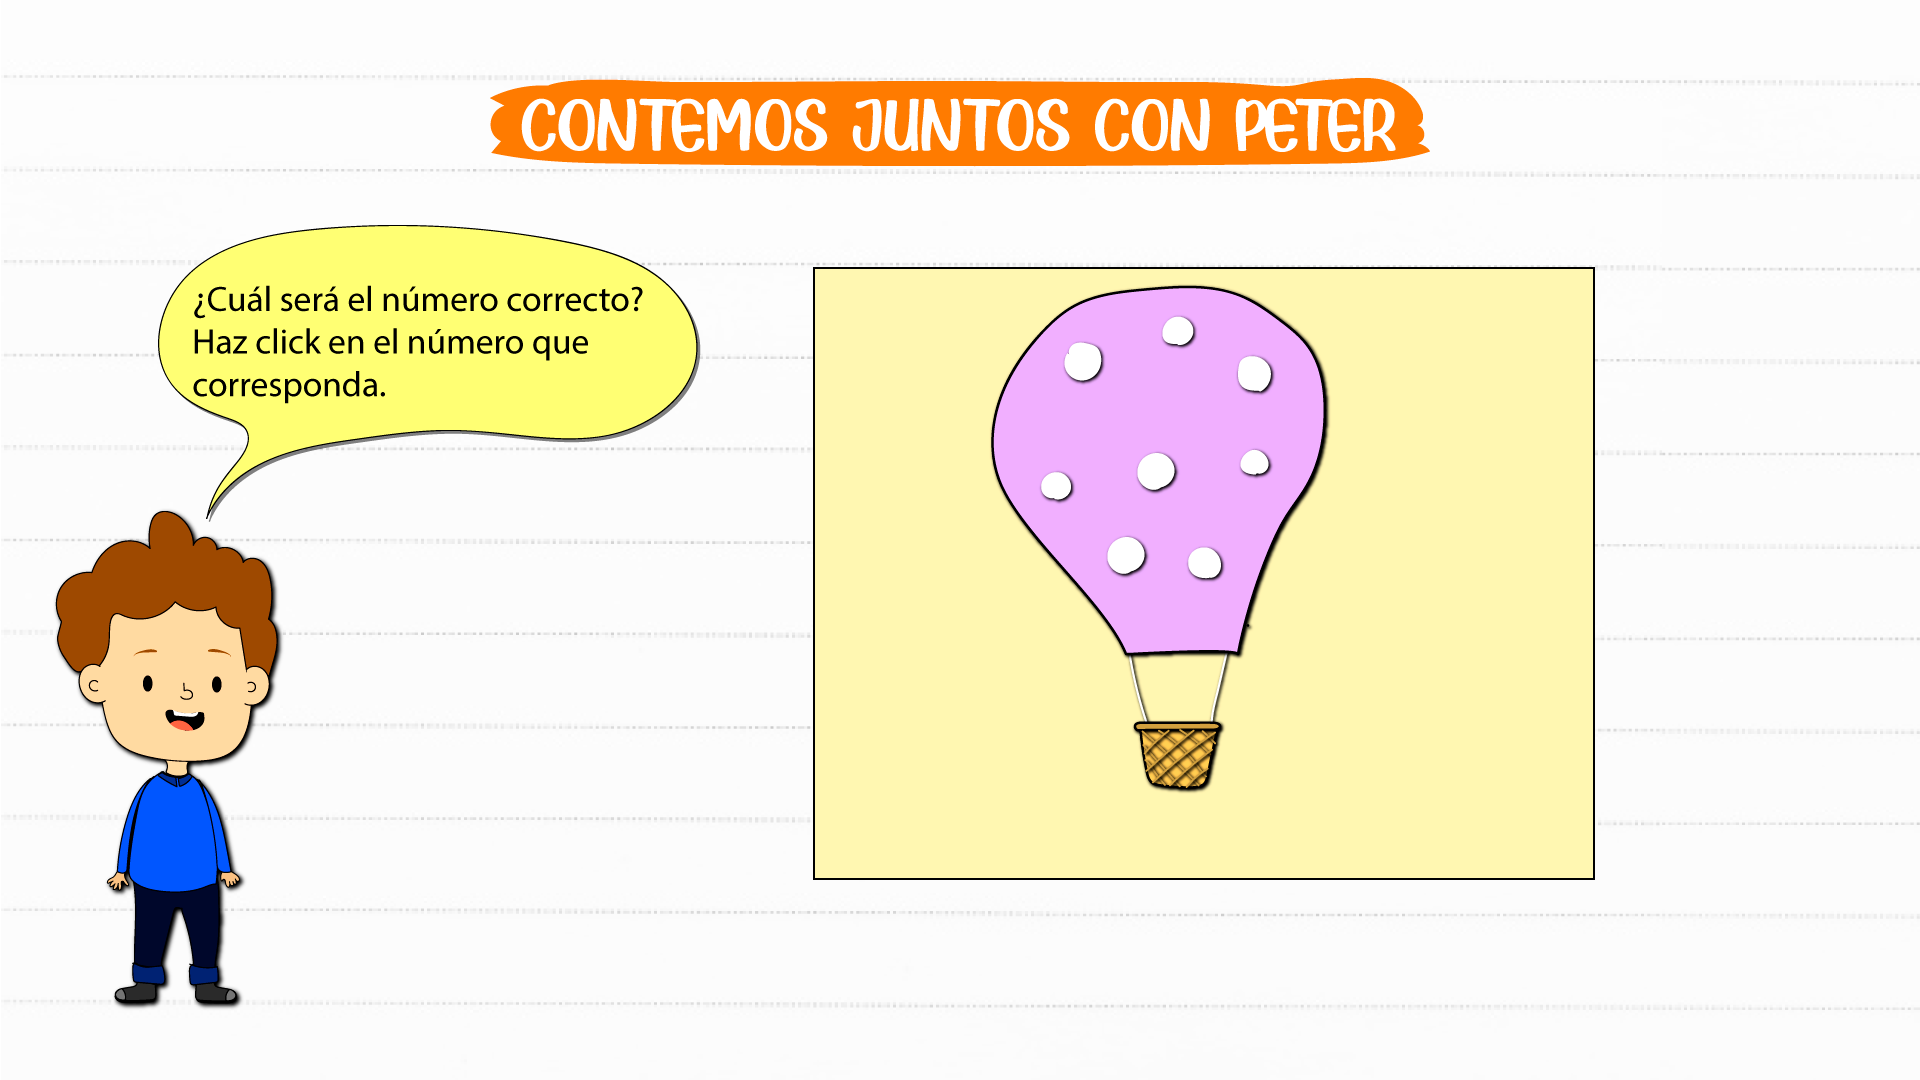 CONTEMOS JUNTOS CON PETER
¿Cuál será el número correcto?
Haz click en el número que
corresponda.